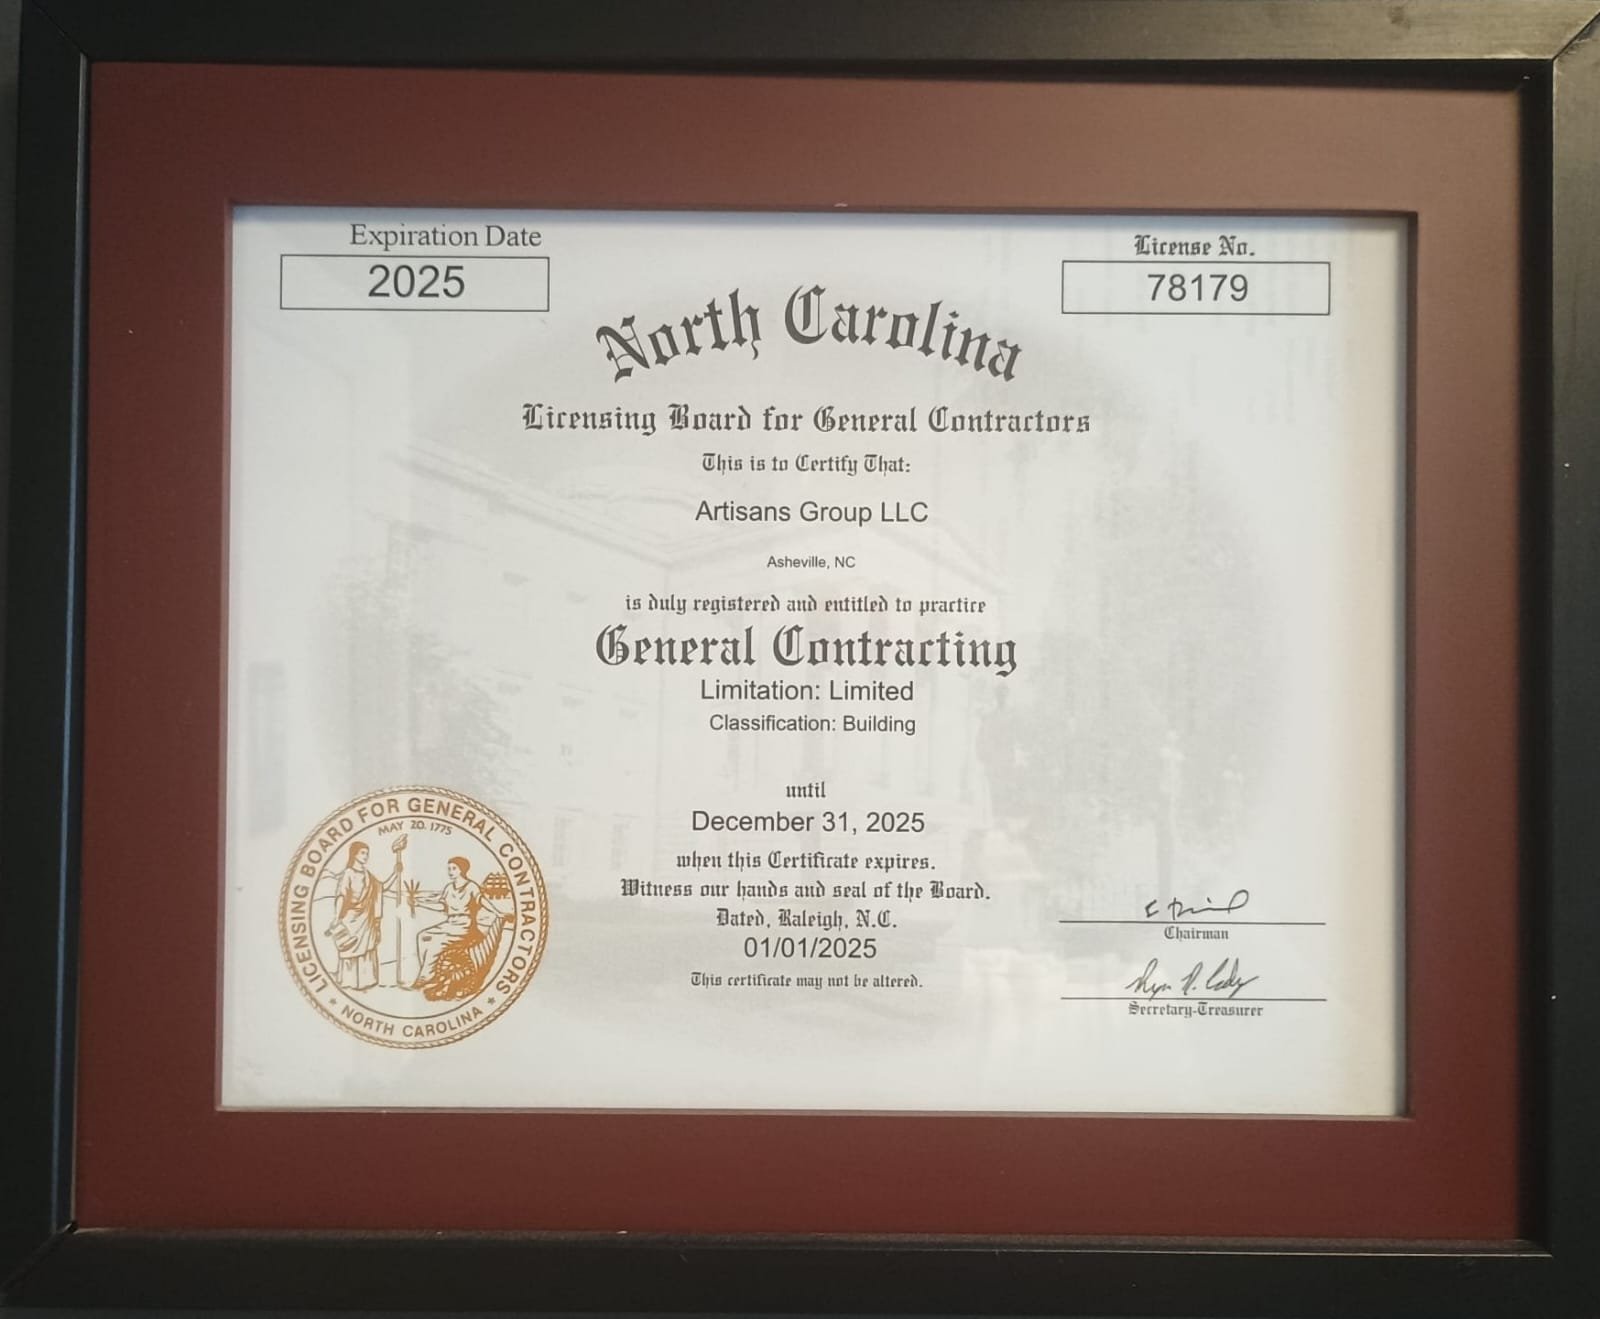 Expiration Date
2025
License No.
78179
North Carolina
Licensing Board for General Contractors
This is to Certify That:
Artisans Group LLC
Asheville, NC
is duly registered and entitled to practice
General Contracting
Limitation: Limited
Classification: Building
until
December 31, 2025
when this Certificate expires.
Witness our hands and seal of the Board.
Dated, Raleigh, N.C.
01/01/2025
This certificate may not be altered.
LICENSING BOARD FOR GENERAL CONTRACTORS
MAY 20 1775
★ NORTH CAROLINA ★
Chairman
Secretary-Treasurer